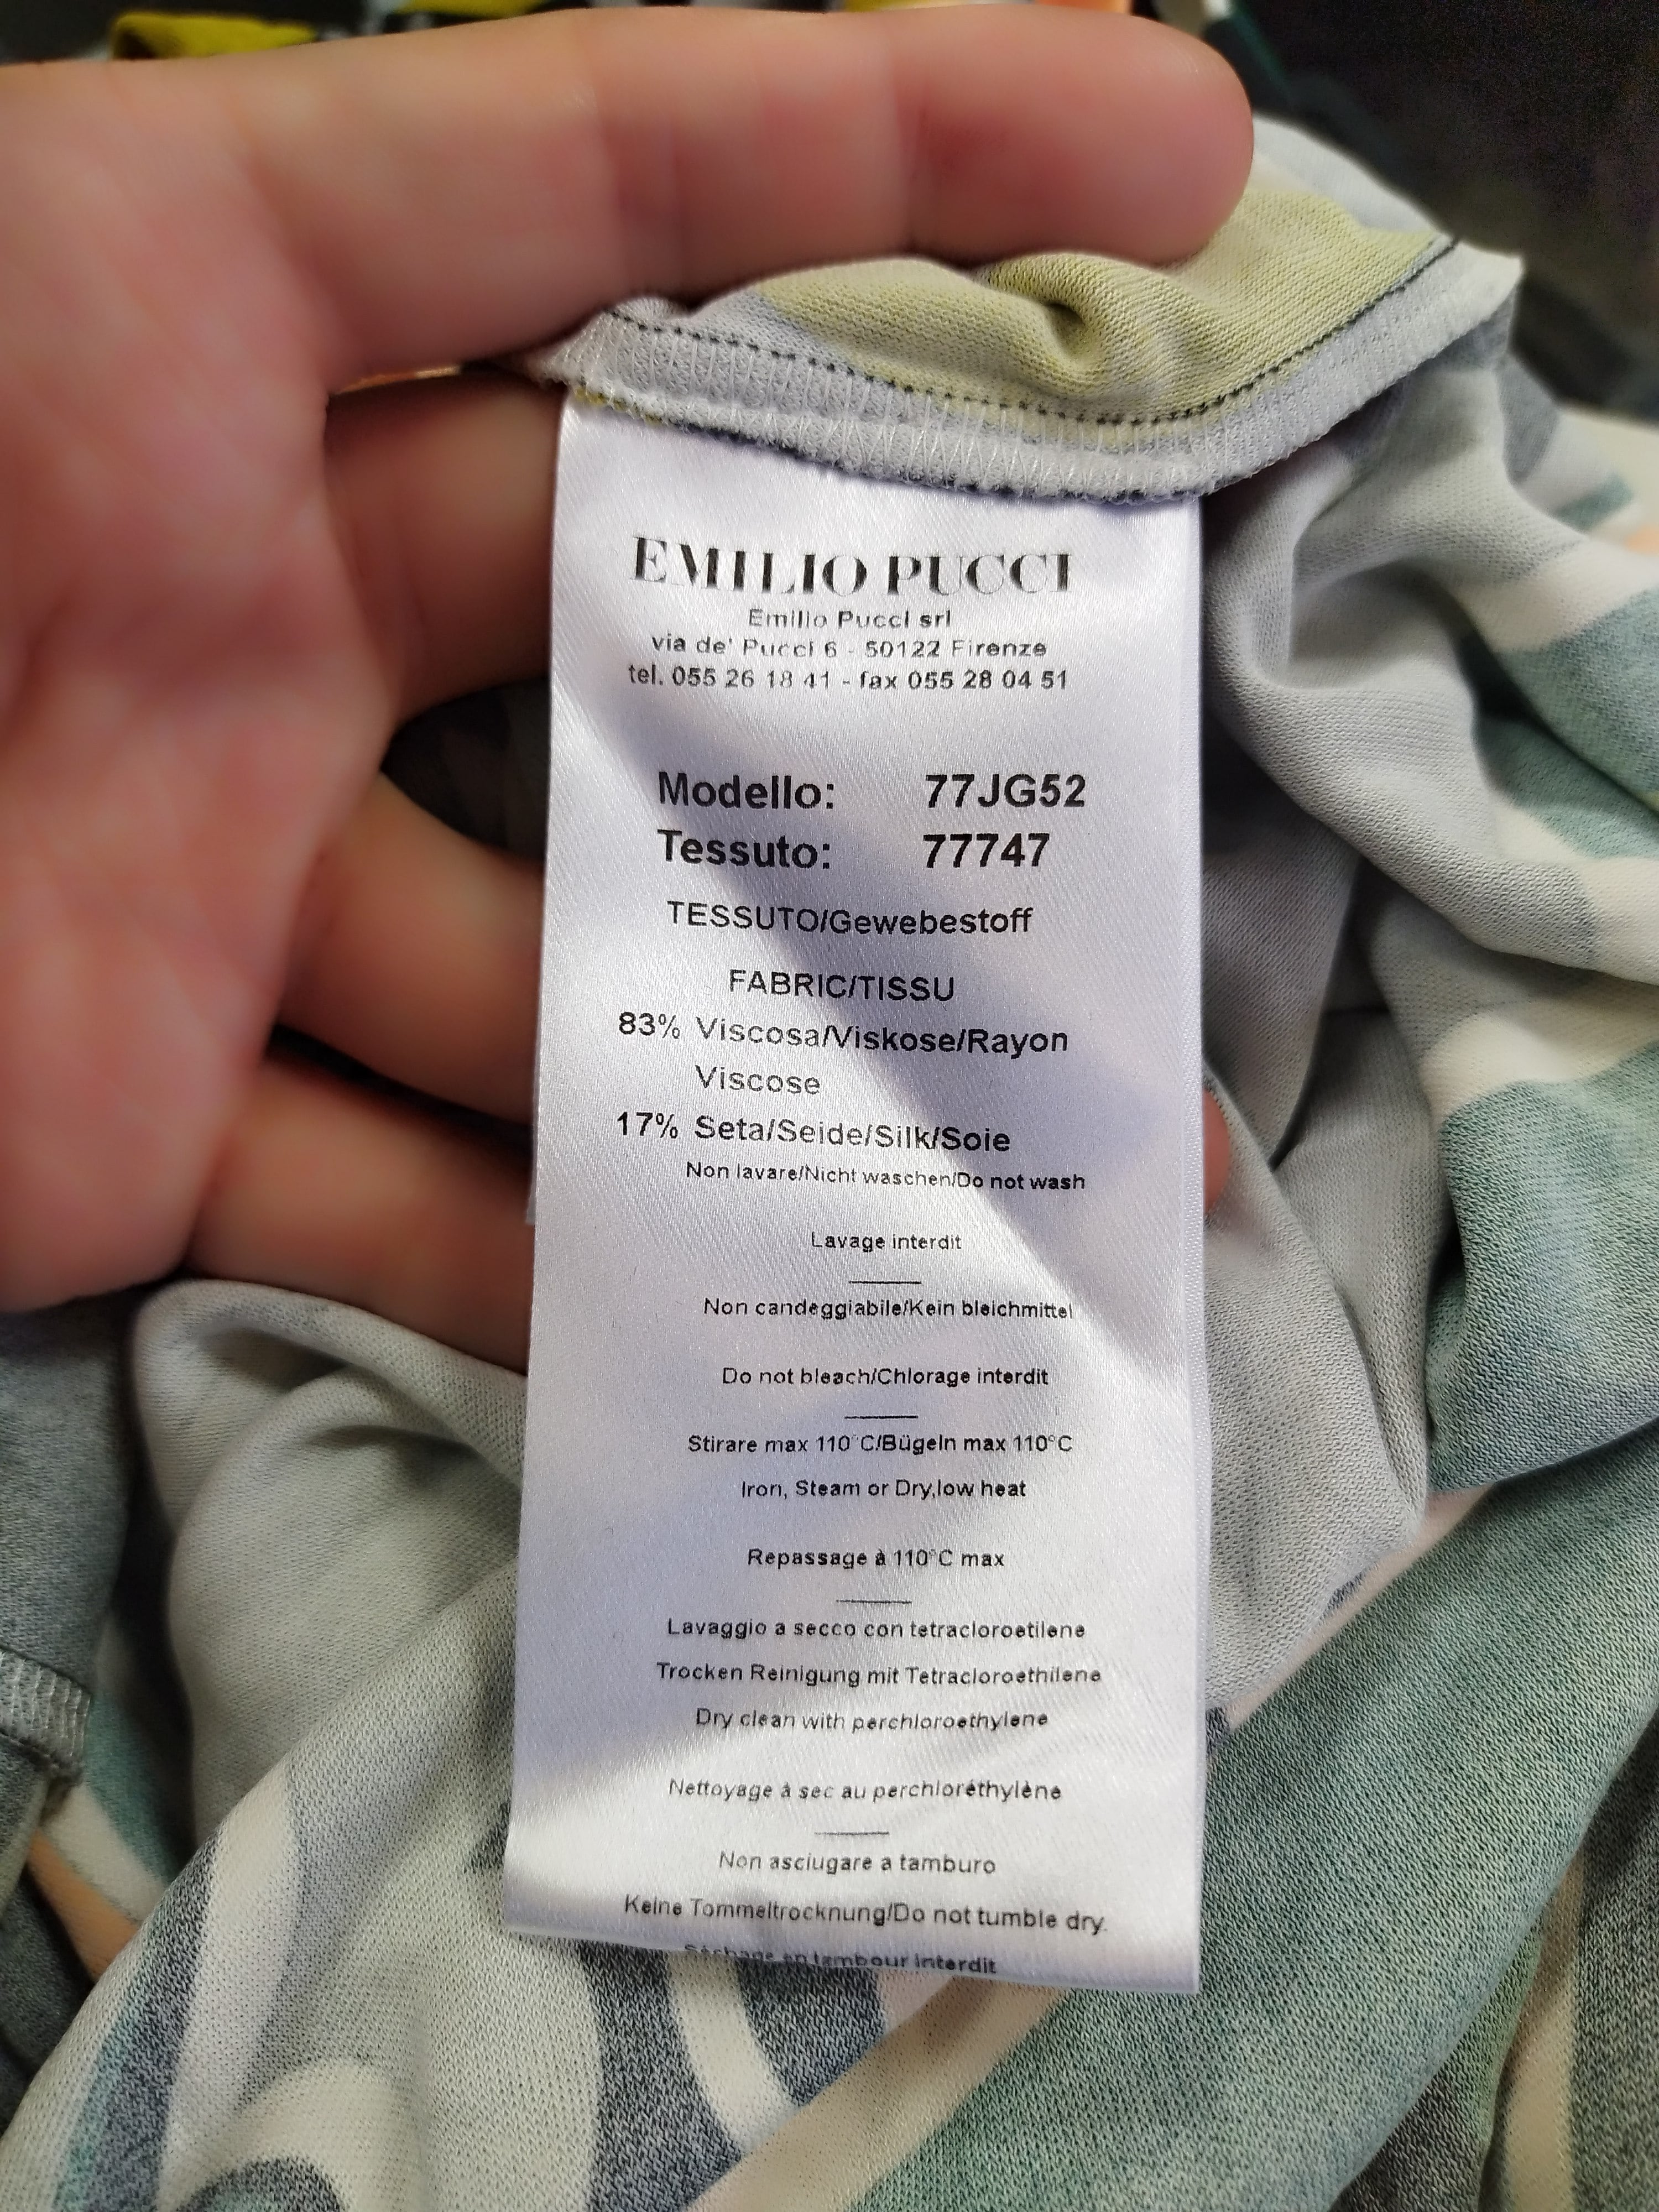 EMILIO PUCCI
Emilio Pucci srl
via de' Pucci 6 - 50122 Firenze
tel. 055 26 18 41 - fax 055 28 04 51
Modello: 77JG52
Tessuto: 77747
TESSUTO/Gewebestoff
FABRIC/TISSU
83% Viscosa/Viskose/Rayon
Viscose
17% Seta/Seide/Silk/Soie
Non lavare/Nicht waschen/Do not wash
Lavage interdit
Non candeggiabile/Kein bleichmittel
Do not bleach/Chlorage interdit
Stirare max 110°C/Bügeln max 110°C
Iron, Steam or Dry,low heat
Repassage à 110°C max
Lavaggio a secco con tetracloroetilene
Trocken Reinigung mit Tetracloroethilene
Dry clean with perchloroethylene
Nettoyage à sec au perchloréthylène
Non asciugare a tamburo
Keine Tommeltrocknung/Do not tumble dry.
Séchage en tambour interdit